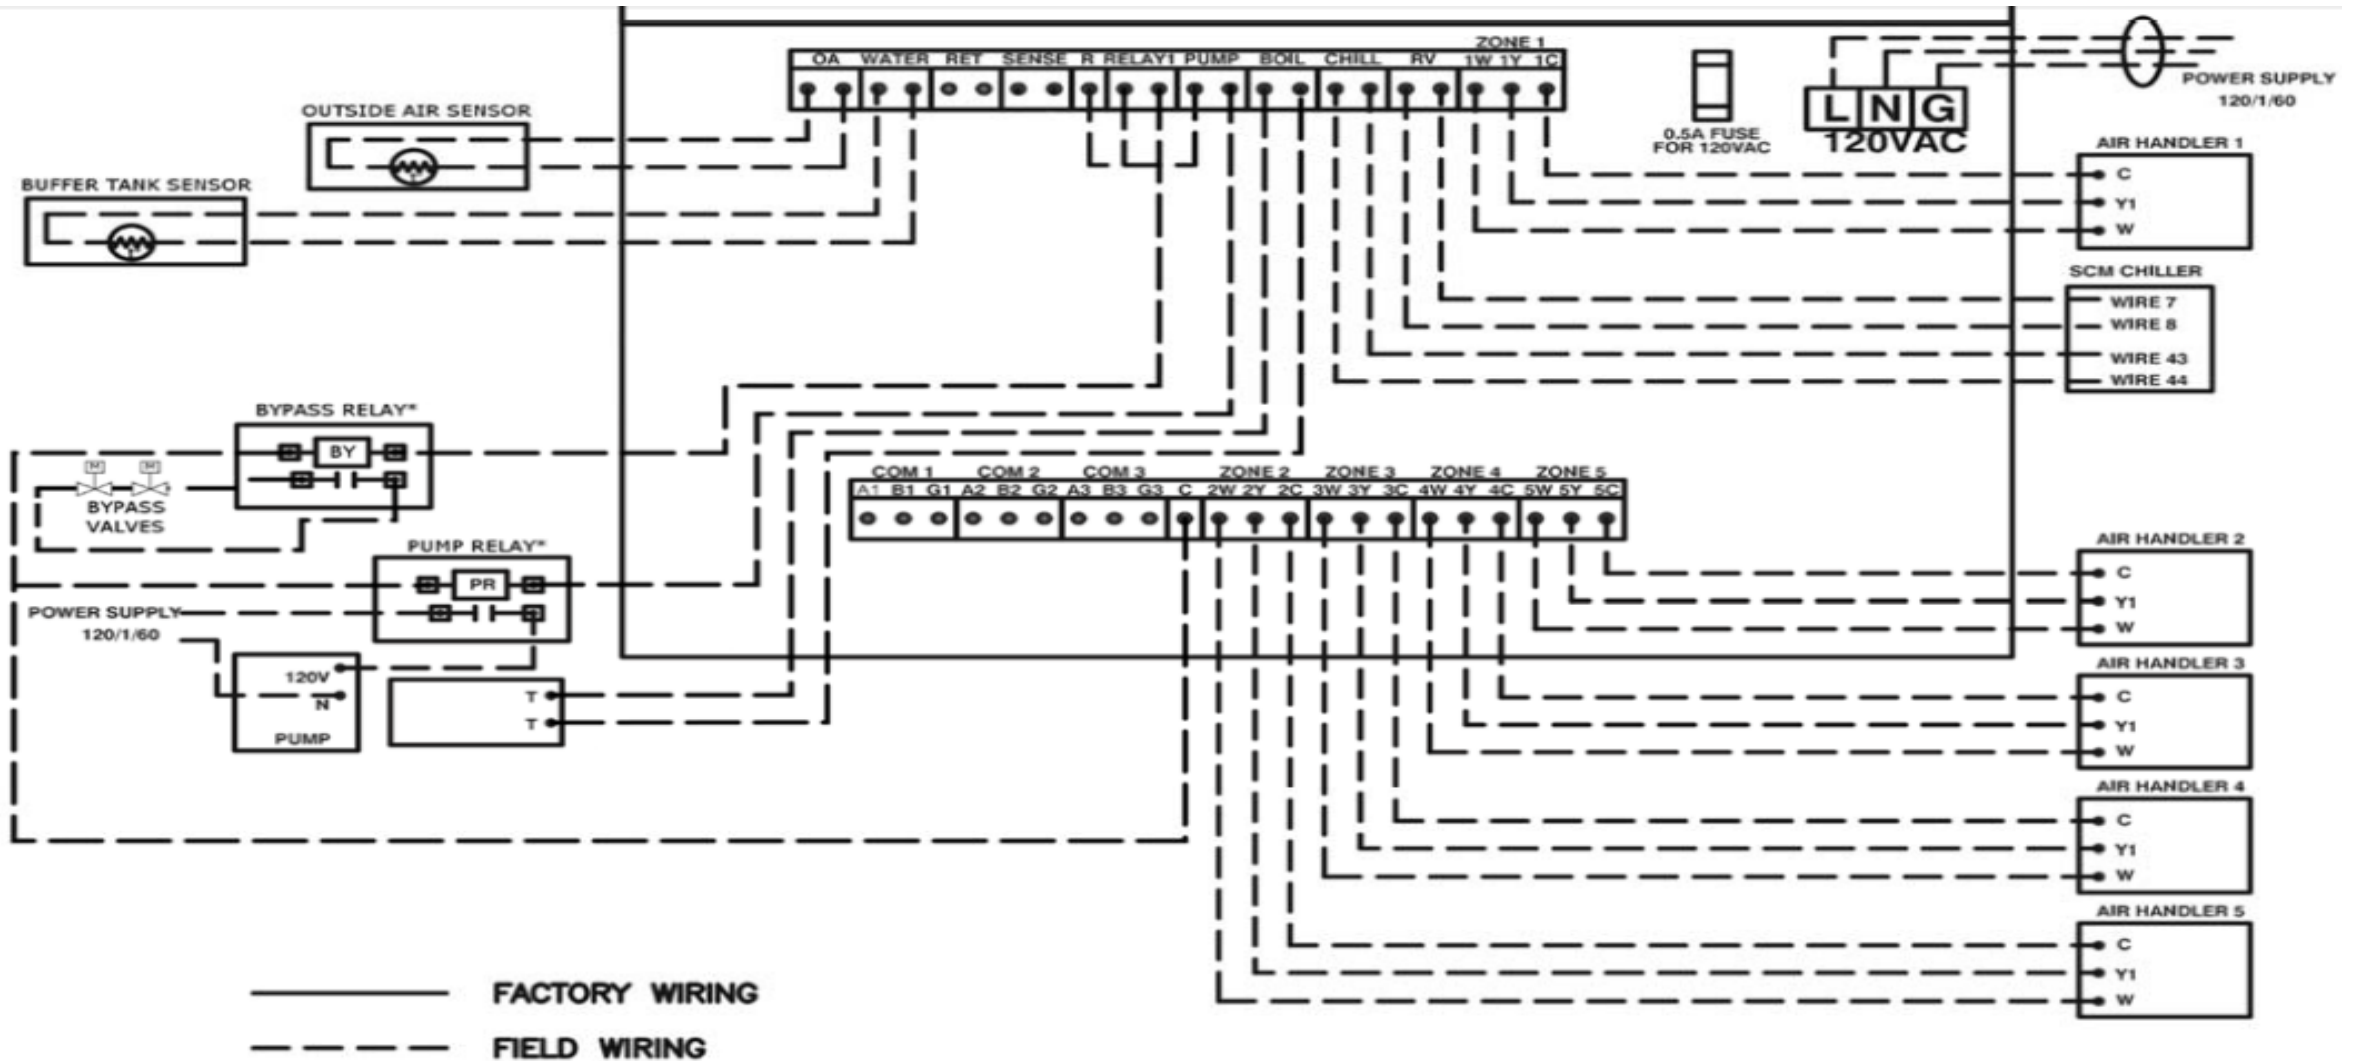 ZONE 1
OA WATER RET SENSE R RELAY1 PUMP BOIL CHILL RV 1W 1Y 1C
POWER SUPPLY
120/1/60
L N G
120VAC
0.5A FUSE
FOR 120VAC
OUTSIDE AIR SENSOR
BUFFER TANK SENSOR
AIR HANDLER 1
C
Y1
W
SCM CHILLER
WIRE 7
WIRE 8
WIRE 43
WIRE 44
BYPASS RELAY*
BY
M M
BYPASS
VALVES
COM 1 COM 2 COM 3 ZONE 2 ZONE 3 ZONE 4 ZONE 5
A1 B1 G1 A2 B2 G2 A3 B3 G3 C 2W 2Y 2C 3W 3Y 3C 4W 4Y 4C 5W 5Y 5C
PUMP RELAY*
PR
POWER SUPPLY
120/1/60
120V
N
PUMP
T
T
AIR HANDLER 2
C
Y1
W
AIR HANDLER 3
C
Y1
W
AIR HANDLER 4
C
Y1
W
AIR HANDLER 5
C
Y1
W
FACTORY WIRING
FIELD WIRING